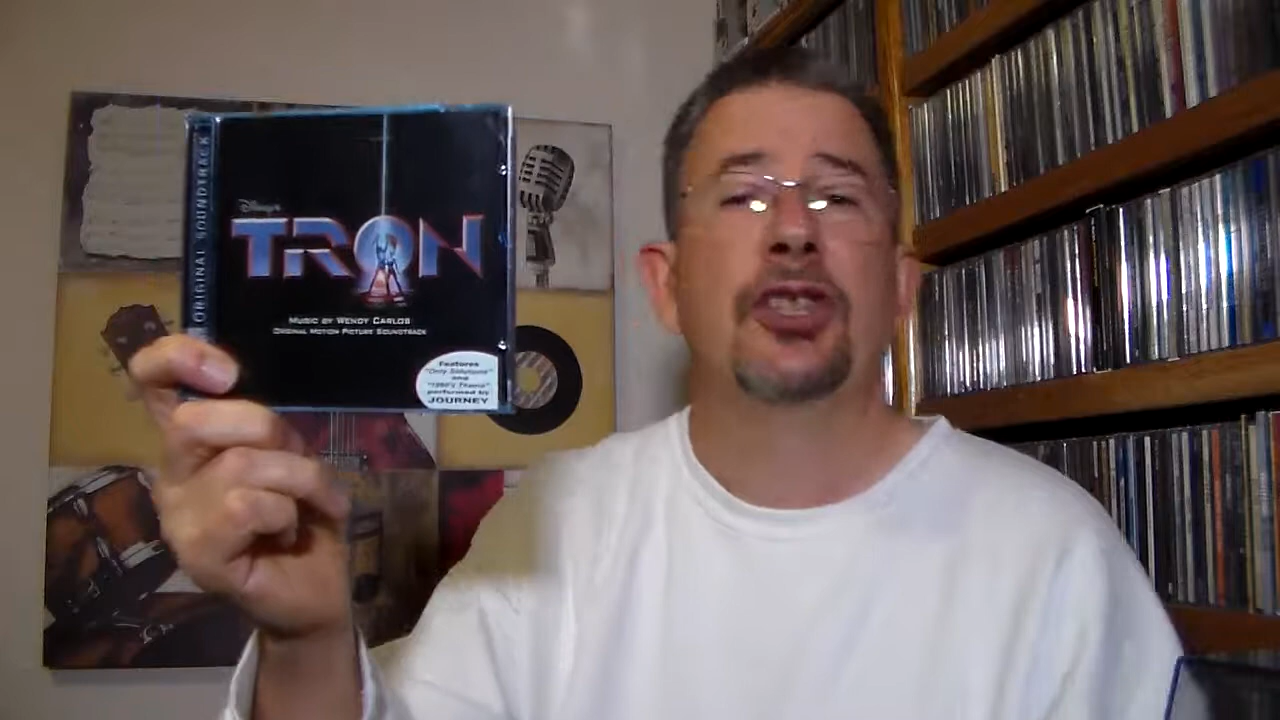 ORIGINAL SOUNDTRACK
Disney's
TRON
MUSIC BY WENDY CARLOS
ORIGINAL MOTION PICTURE SOUNDTRACK
Features
"Only Solutions"
and
"1990's Theme"
performed by
JOURNEY